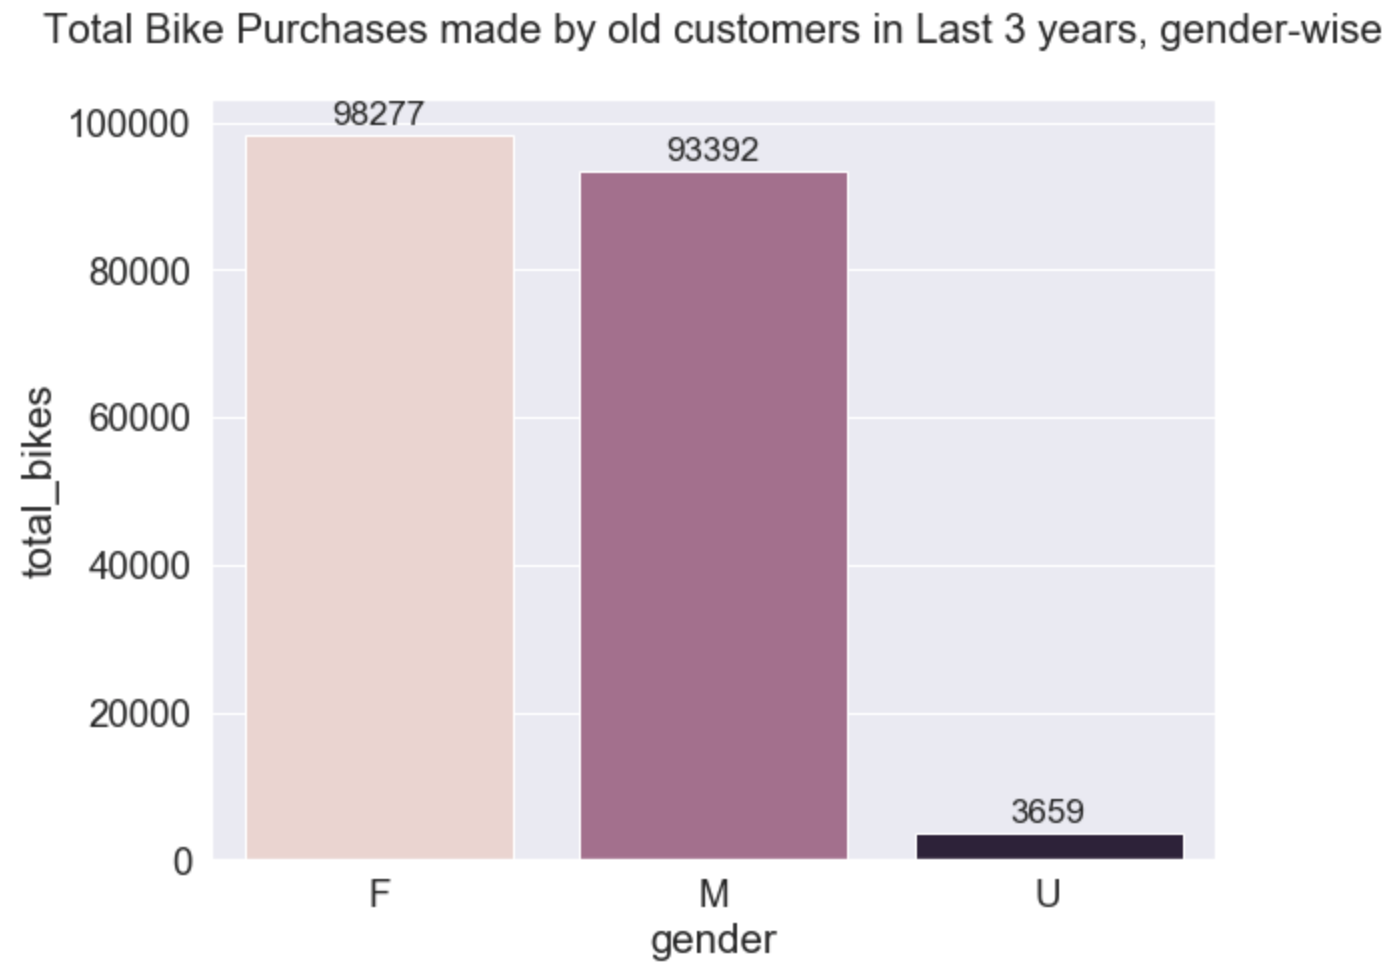 Total Bike Purchases made by old customers in Last 3 years, gender-wise
100000
80000
60000
40000
20000
0
total_bikes
98277
93392
3659
F
M
U
gender